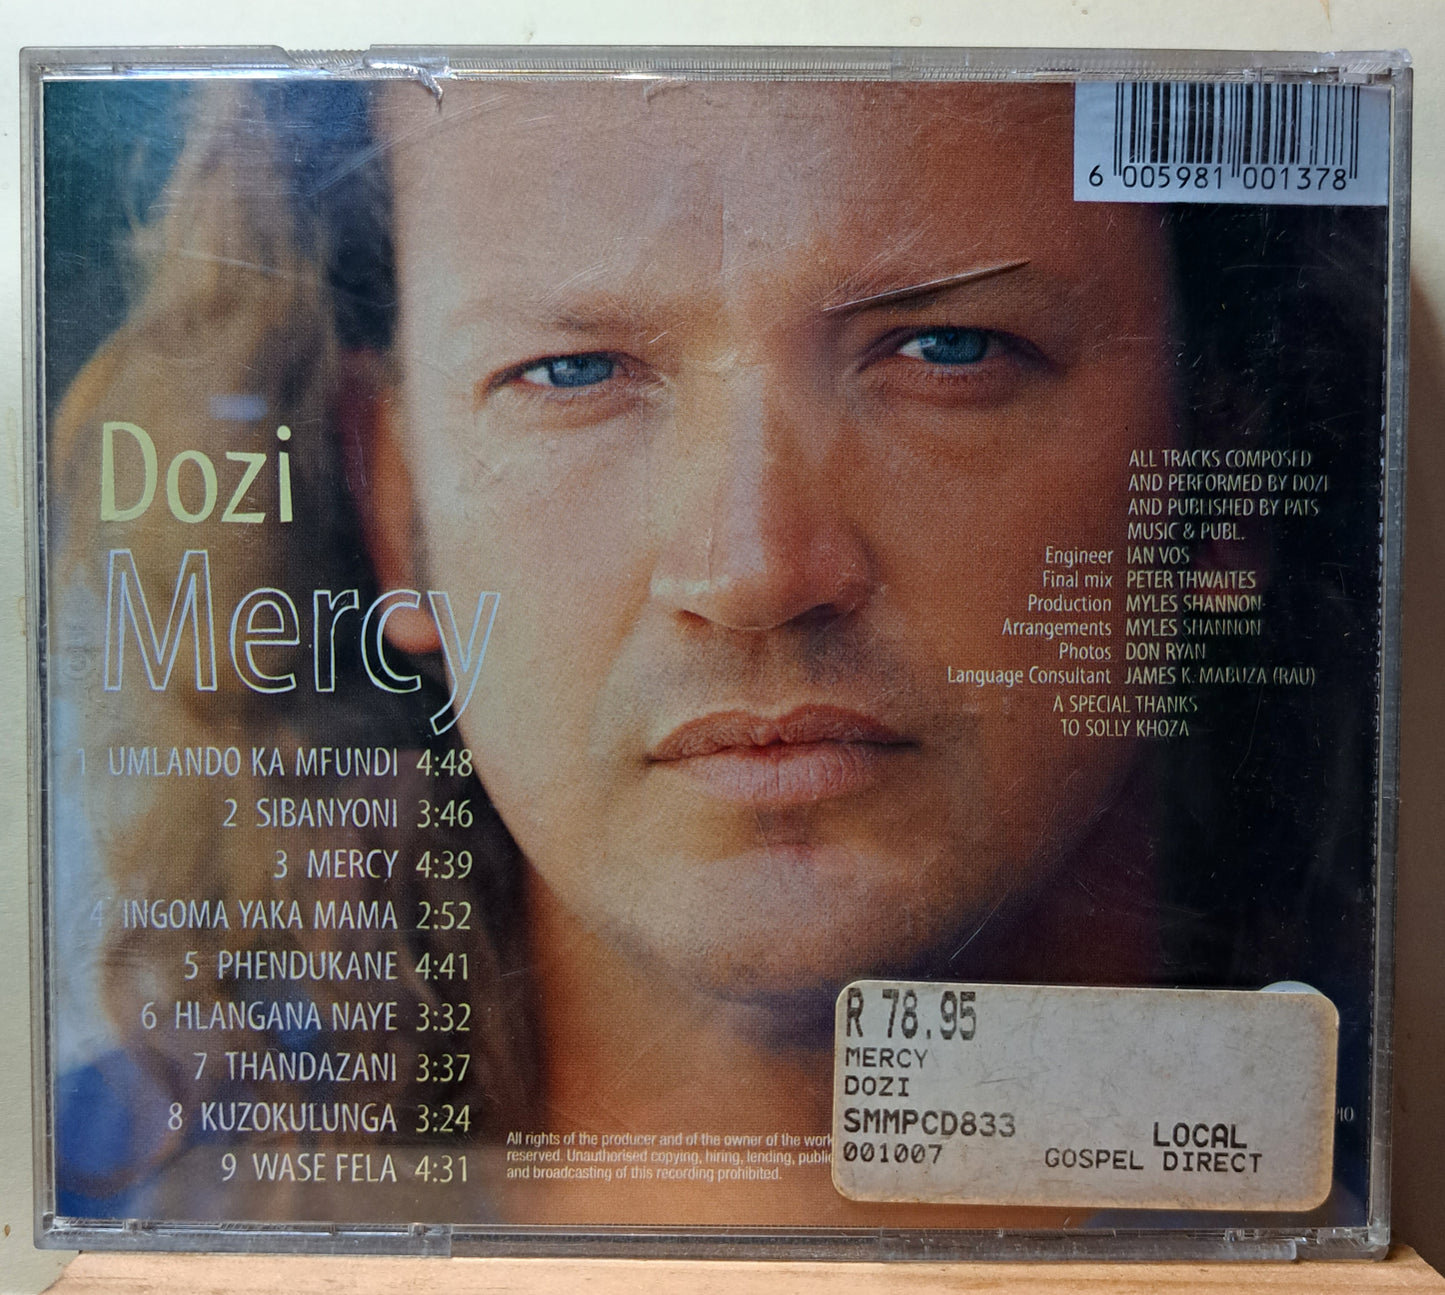 6 005981 001378
Dozi
Mercy
1 UMLANDO KA MFUNDI 4:48
2 SIBANYONI 3:46
3 MERCY 4:39
4 INGOMA YAKA MAMA 2:52
5 PHENDUKANE 4:41
6 HLANGANA NAYE 3:32
7 THANDAZANI 3:37
8 KUZOKULUNGA 3:24
9 WASE FELA 4:31
ALL TRACKS COMPOSED
AND PERFORMED BY DOZI
AND PUBLISHED BY PATS
MUSIC & PUBL.
Engineer IAN VOS
Final mix PETER THWAITES
Production MYLES SHANNON
Arrangements MYLES SHANNON
Photos DON RYAN
Language Consultant JAMES K. MABUZA (RAU)
A SPECIAL THANKS
TO SOLLY KHOZA
All rights of the producer and of the owner of the work
reserved. Unauthorised copying, hiring, lending, public
and broadcasting of this recording prohibited.
R 78.95
MERCY
DOZI
SMMPCD833
001007
LOCAL
GOSPEL DIRECT